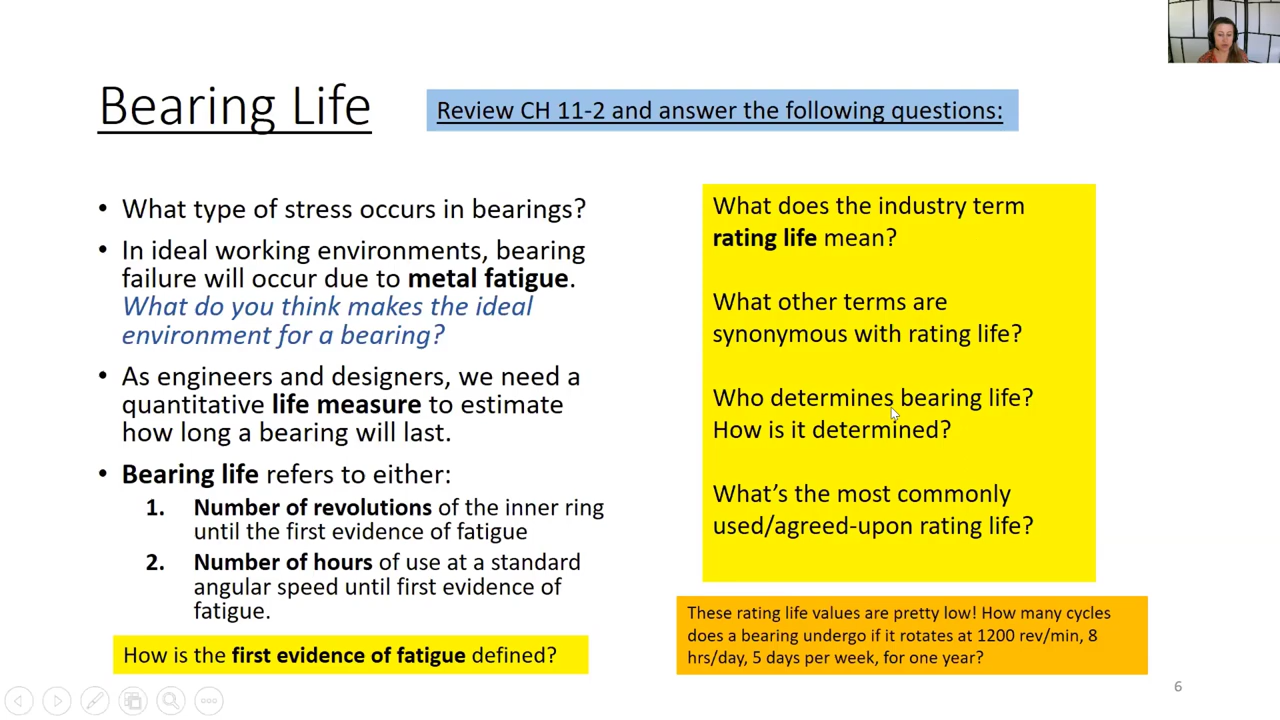 Bearing Life
Review CH 11-2 and answer the following questions:
• What type of stress occurs in bearings?
• In ideal working environments, bearing
failure will occur due to metal fatigue.
What do you think makes the ideal
environment for a bearing?
• As engineers and designers, we need a
quantitative life measure to estimate
how long a bearing will last.
• Bearing life refers to either:
1. Number of revolutions of the inner ring
until the first evidence of fatigue
2. Number of hours of use at a standard
angular speed until first evidence of
fatigue.
How is the first evidence of fatigue defined?
What does the industry term
rating life mean?
What other terms are
synonymous with rating life?
Who determines bearing life?
How is it determined?
What’s the most commonly
used/agreed-upon rating life?
These rating life values are pretty low! How many cycles
does a bearing undergo if it rotates at 1200 rev/min, 8
hrs/day, 5 days per week, for one year?
6